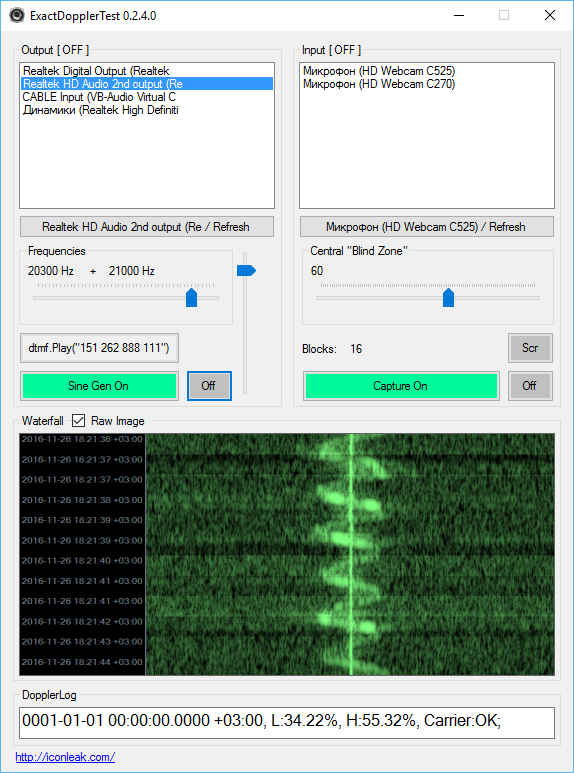 ExactDopplerTest 0.2.4.0
Output [ OFF ]
Realtek Digital Output (Realtek
Realtek HD Audio 2nd output (Re
CABLE Input (VB-Audio Virtual C
Динамики (Realtek High Definiti
Realtek HD Audio 2nd output (Re / Refresh
Frequencies
20300 Hz + 21000 Hz
dtmf.Play("151 262 888 111")
Sine Gen On
Off
Input [ OFF ]
Микрофон (HD Webcam C525)
Микрофон (HD Webcam C270)
Микрофон (HD Webcam C525) / Refresh
Central "Blind Zone"
60
Blocks: 16
Scr
Capture On
Off
Waterfall
Raw Image
2016-11-26 18:21:36 +03:00
2016-11-26 18:21:37 +03:00
2016-11-26 18:21:37 +03:00
2016-11-26 18:21:38 +03:00
2016-11-26 18:21:39 +03:00
2016-11-26 18:21:39 +03:00
2016-11-26 18:21:40 +03:00
2016-11-26 18:21:41 +03:00
2016-11-26 18:21:41 +03:00
2016-11-26 18:21:42 +03:00
2016-11-26 18:21:43 +03:00
2016-11-26 18:21:44 +03:00
DopplerLog
0001-01-01 00:00:00.0000 +03:00, L:34.22%, H:55.32%, Carrier:OK;
http://iconleak.com/